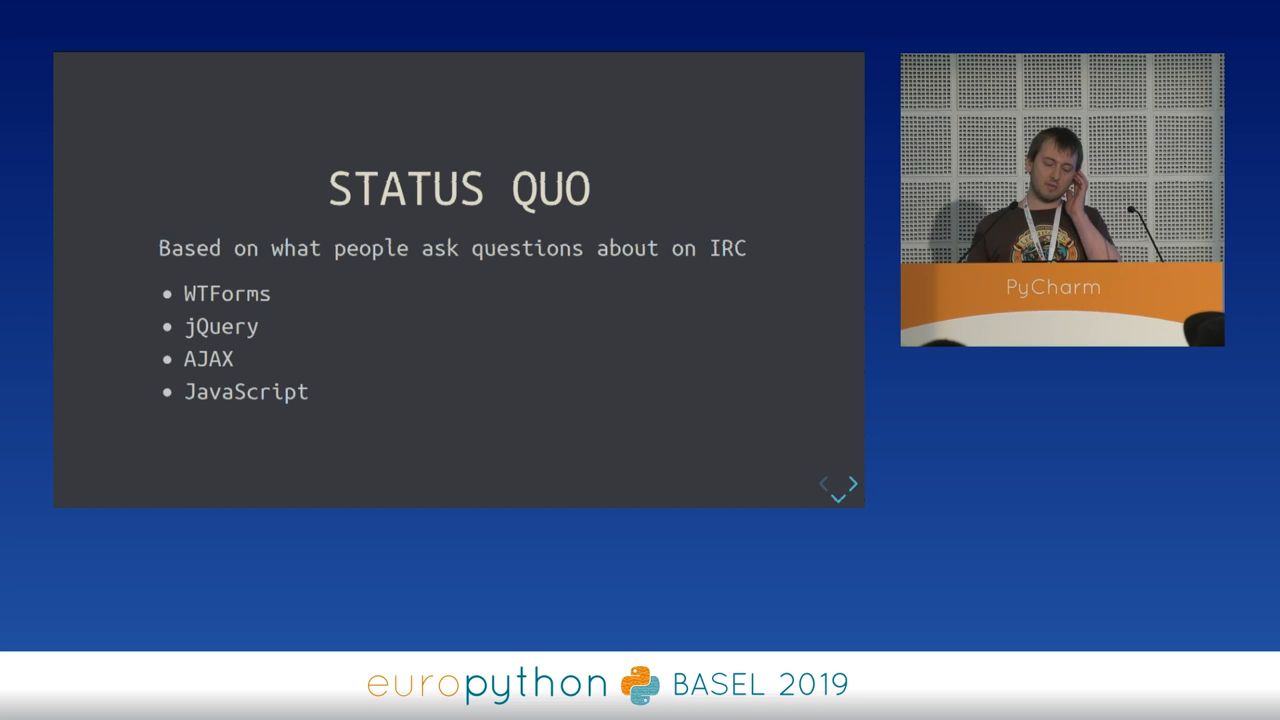 STATUS QUO
Based on what people ask questions about on IRC
WTForms
jQuery
AJAX
JavaScript
PyCharm
europython BASEL 2019